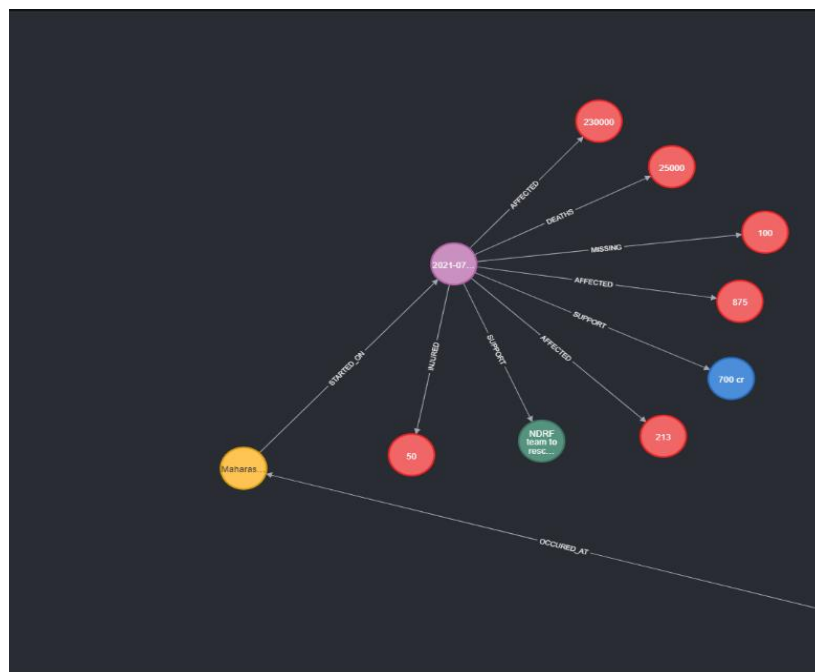 230000
25000
AFFECTED
DEATHS
100
MISSING
2021-07...
AFFECTED
875
SUPPORT
STARTED_ON
INJURED
SUPPORT
AFFECTED
700 cr
NDRF
team to
resc...
213
50
Maharas...
OCCURED_AT